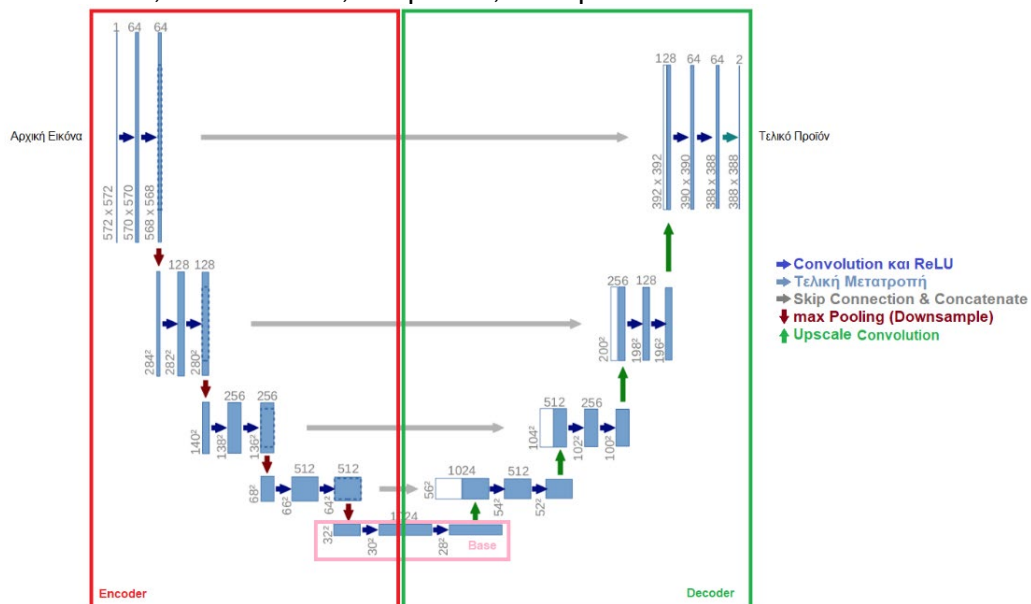 1 64 64
128 64 64 2
Αρχική Εικόνα
Τελικό Προϊόν
572 x 572
570 x 570
568 x 568
392 x 392
390 x 390
388 x 388
388 x 388
128 128
256 128
284²
282²
280²
200²
198²
196²
Convolution και ReLU
Τελική Μετατροπή
Skip Connection & Concatenate
max Pooling (Downsample)
Upscale Convolution
256 256
512 256
140²
138²
136²
104²
102²
100²
512 512
1024 512
68²
66²
64²
56²
54²
52²
1024
32²
30²
28²
Base
Encoder
Decoder